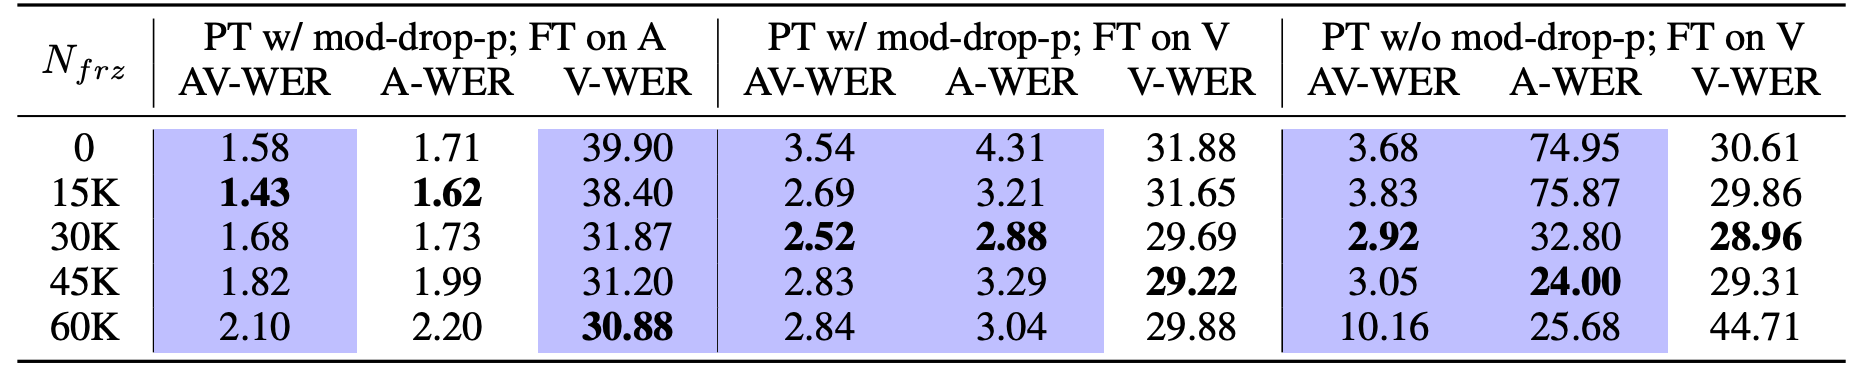 N_frz PT w/ mod-drop-p; FT on A PT w/ mod-drop-p; FT on V PT w/o mod-drop-p; FT on V
AV-WER A-WER V-WER AV-WER A-WER V-WER AV-WER A-WER V-WER
0 1.58 1.71 39.90 3.54 4.31 31.88 3.68 74.95 30.61
15K 1.43 1.62 38.40 2.69 3.21 31.65 3.83 75.87 29.86
30K 1.68 1.73 31.87 2.52 2.88 29.69 2.92 32.80 28.96
45K 1.82 1.99 31.20 2.83 3.29 29.22 3.05 24.00 29.31
60K 2.10 2.20 30.88 2.84 3.04 29.88 10.16 25.68 44.71